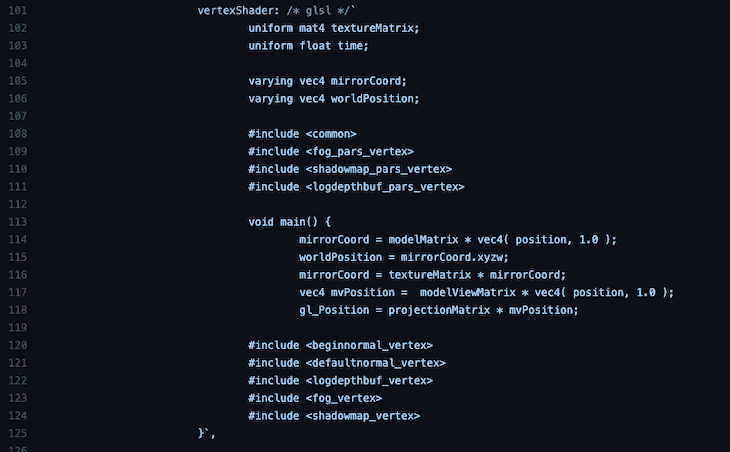 101 vertexShader: /* glsl */`
102 uniform mat4 textureMatrix;
103 uniform float time;
104
105 varying vec4 mirrorCoord;
106 varying vec4 worldPosition;
107
108 #include <common>
109 #include <fog_pars_vertex>
110 #include <shadowmap_pars_vertex>
111 #include <logdepthbuf_pars_vertex>
112
113 void main() {
114 mirrorCoord = modelMatrix * vec4( position, 1.0 );
115 worldPosition = mirrorCoord.xyzw;
116 mirrorCoord = textureMatrix * mirrorCoord;
117 vec4 mvPosition =  modelViewMatrix * vec4( position, 1.0 );
118 gl_Position = projectionMatrix * mvPosition;
119
120 #include <beginnormal_vertex>
121 #include <defaultnormal_vertex>
122 #include <logdepthbuf_vertex>
123 #include <fog_vertex>
124 #include <shadowmap_vertex>
125 }`,
126